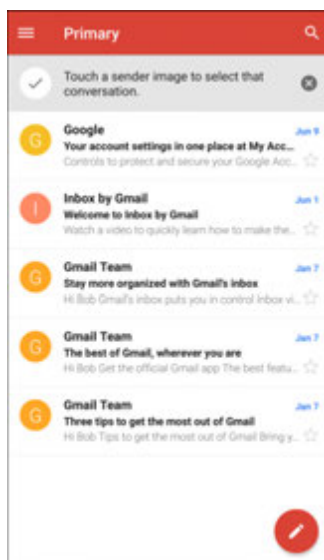 Primary
Touch a sender image to select that
conversation.
G
Google
Jun 9
Your account settings in one place at My Acc...
Controls to protect and secure your Google Acc...
I
Inbox by Gmail
Jun 1
Welcome to Inbox by Gmail
Watch a video to quickly learn how to make the...
G
Gmail Team
Jan 7
Stay more organized with Gmail's inbox
Hi Bob Gmail's inbox puts you in control Inbox vi...
G
Gmail Team
Jan 7
The best of Gmail, wherever you are
Hi Bob Get the official Gmail app The best featu...
G
Gmail Team
Jan 7
Three tips to get the most out of Gmail
Hi Bob Tips to get the most out of Gmail Bring y...